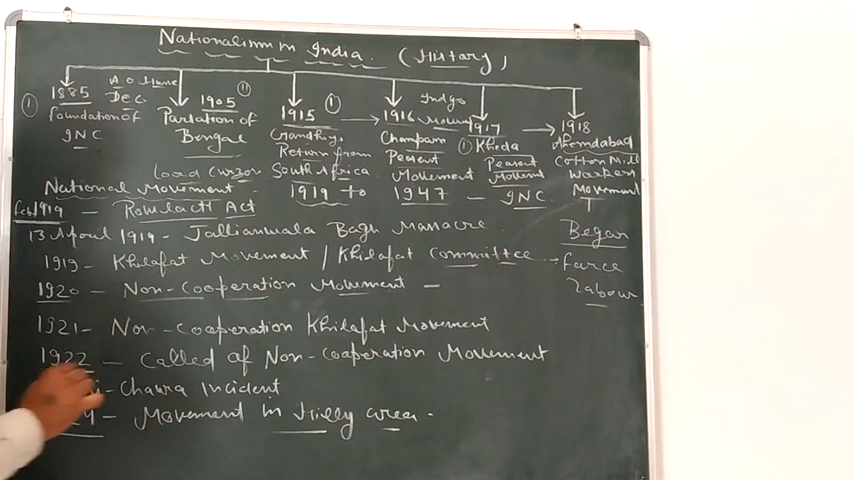 Nationalism in India. (History)
1885
A O Hume
Dec.
Foundation of
INC
1905
Partation of
Bengal
Lord Curzon
1915
Gandhiji
Return from
South Africa
1916
Indigo
Champaran
Peasent
Movement
1917
Kheda
Peasent
Movemt
1918
Ahemdabad
Cotton Mill
Workers
Movment
National Movement.
1919 to 1947 - INC
Feb/1919 - Rowlactt Act
13 April 1919 - Jallianwala Bagh Massacre.
1919 - Khilafat Movement / Khilafat Committee
1920 - Non-Cooperation Movement -
1921 - Non-Cooperation Khilafat Movement
1922 - Called of Non-Cooperation Movement
-Chaura Incident
- Movement in Hilly area.
Begar
Force
Labour